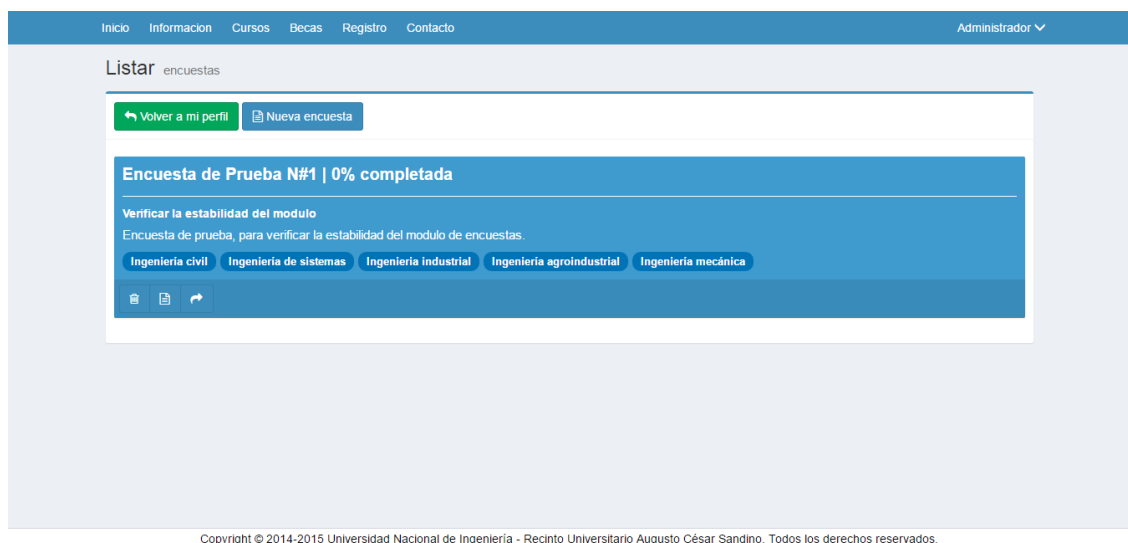 Inicio Informacion Cursos Becas Registro Contacto Administrador
Listar encuestas
Volver a mi perfil Nueva encuesta
Encuesta de Prueba N#1 | 0% completada
Verificar la estabilidad del modulo
Encuesta de prueba, para verificar la estabilidad del modulo de encuestas.
Ingeniería civil Ingeniería de sistemas Ingeniería industrial Ingeniería agroindustrial Ingeniería mecánica
Copyright © 2014-2015 Universidad Nacional de Ingeniería - Recinto Universitario Augusto César Sandino. Todos los derechos reservados.